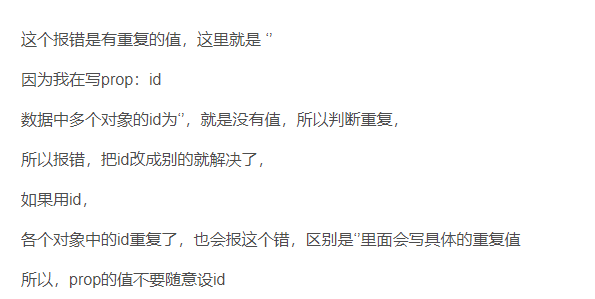 这个报错是有重复的值，这里就是 ‘’
因为我在写prop：id
数据中多个对象的id为‘’，就是没有值，所以判断重复，
所以报错，把id改成别的就解决了，
如果用id，
各个对象中的id重复了，也会报这个错，区别是‘’里面会写具体的重复值
所以，prop的值不要随意设id